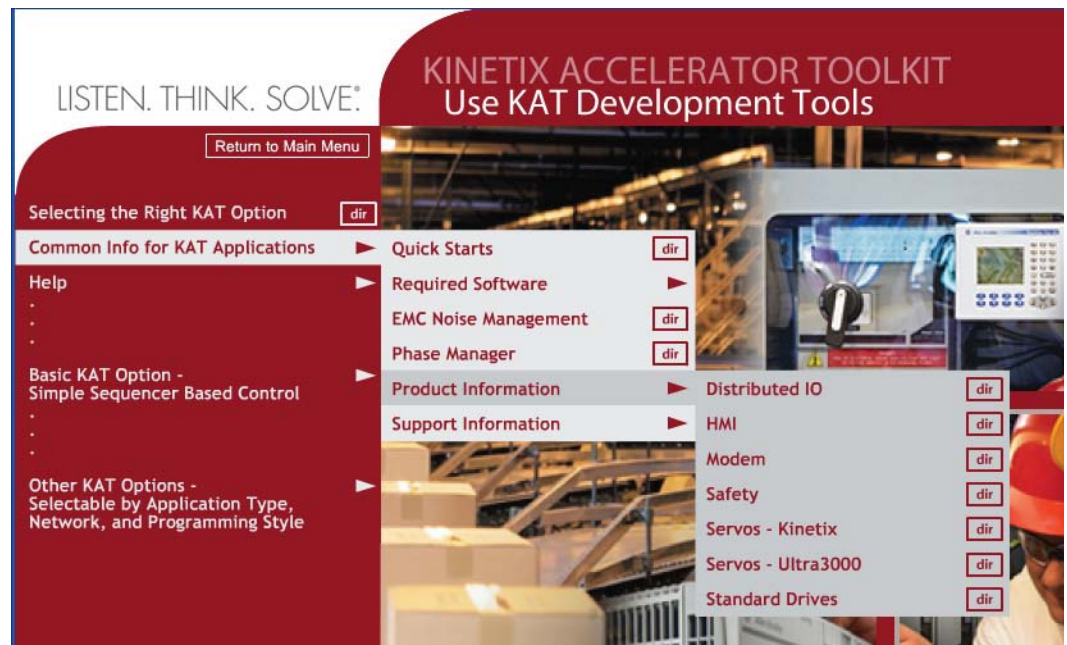 LISTEN. THINK. SOLVE.®
KINETIX ACCELERATOR TOOLKIT
Use KAT Development Tools
Return to Main Menu
Selecting the Right KAT Option dir
Common Info for KAT Applications
Help
.
.
.
Basic KAT Option -
Simple Sequencer Based Control
.
.
.
Other KAT Options -
Selectable by Application Type,
Network, and Programming Style
Quick Starts dir
Required Software
EMC Noise Management dir
Phase Manager dir
Product Information
Support Information
Distributed IO dir
HMI dir
Modem dir
Safety dir
Servos - Kinetix dir
Servos - Ultra3000 dir
Standard Drives dir